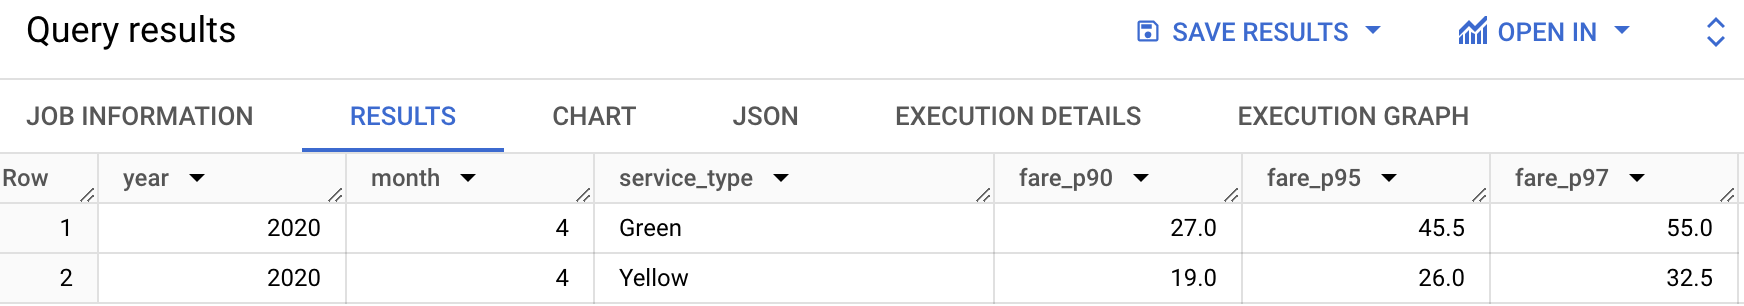 Query results
SAVE RESULTS
OPEN IN
JOB INFORMATION RESULTS CHART JSON EXECUTION DETAILS EXECUTION GRAPH
Row year month service_type fare_p90 fare_p95 fare_p97
1 2020 4 Green 27.0 45.5 55.0
2 2020 4 Yellow 19.0 26.0 32.5